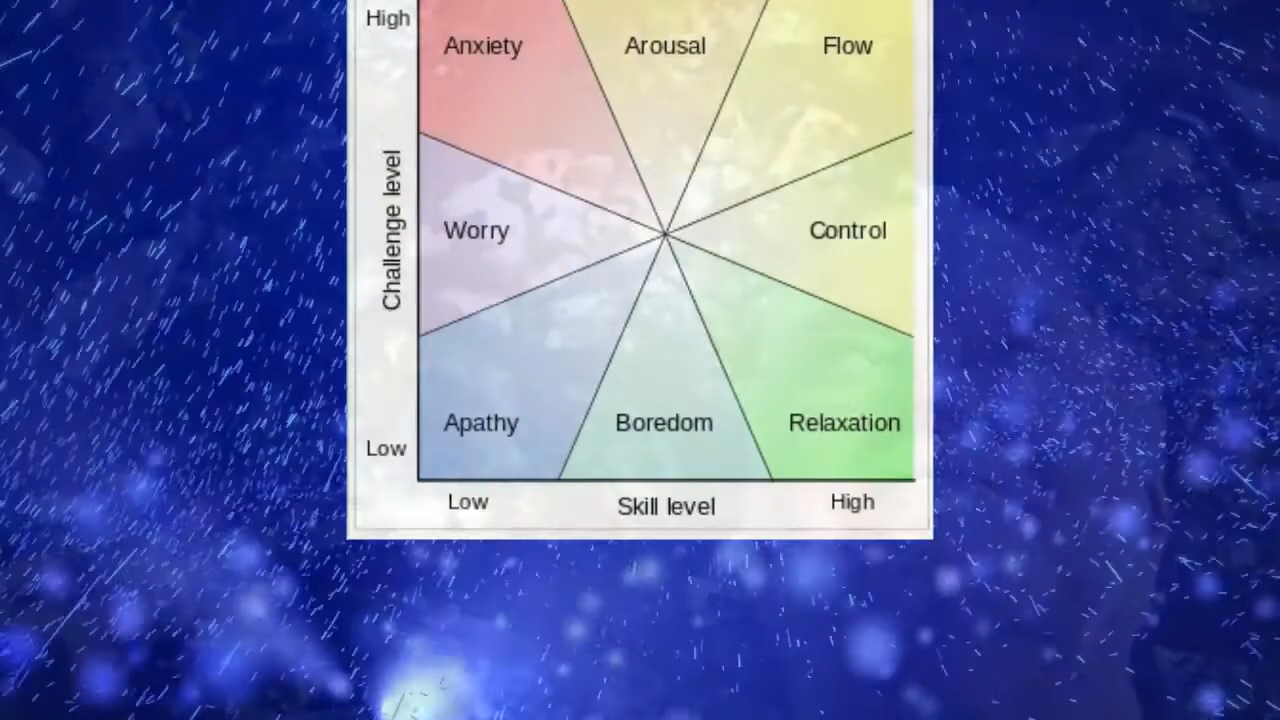 High
Anxiety Arousal Flow
Challenge level
Worry Control
Apathy Boredom Relaxation
Low
Low Skill level High